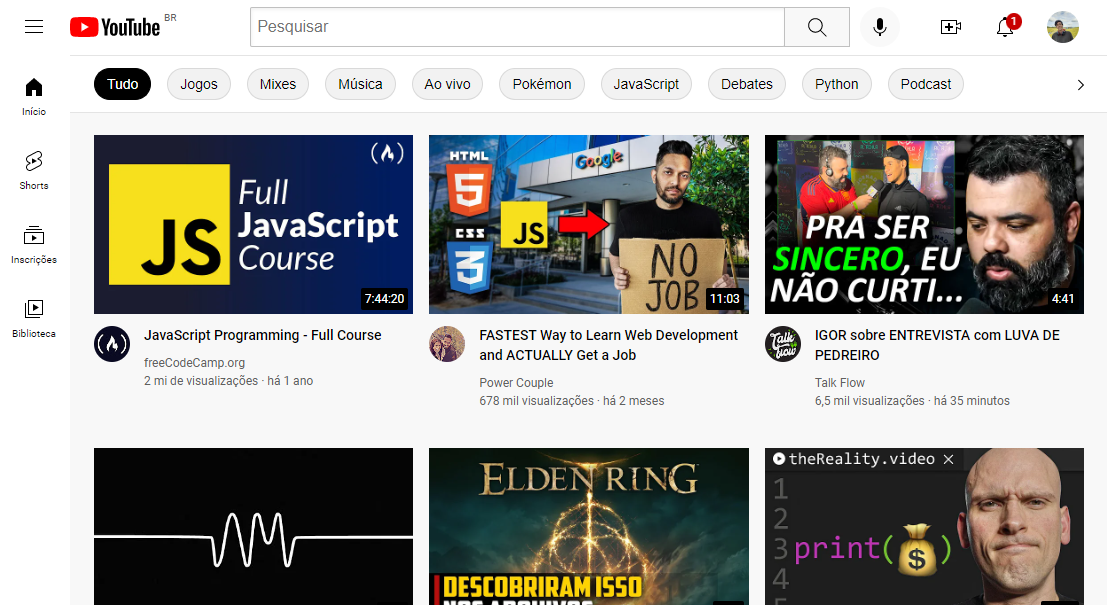 YouTube BR
Pesquisar
1
Tudo
Jogos
Mixes
Música
Ao vivo
Pokémon
JavaScript
Debates
Python
Podcast
Início
Shorts
Inscrições
Biblioteca
JS
Full
JavaScript
Course
7:44:20
JavaScript Programming - Full Course
freeCodeCamp.org
2 mi de visualizações · há 1 ano
HTML
5
CSS
3
JS
Google
NO
JOB
11:03
FASTEST Way to Learn Web Development
and ACTUALLY Get a Job
Power Couple
678 mil visualizações · há 2 meses
PRA SER
SINCERO, EU
NÃO CURTI...
4:41
Talk
flow
IGOR sobre ENTREVISTA com LUVA DE
PEDREIRO
Talk Flow
6,5 mil visualizações · há 35 minutos
ELDEN RING
DESCOBRIRAM ISSO
NOS ARQUIVOS
theReality.video
1
2
3 print($)
4
5